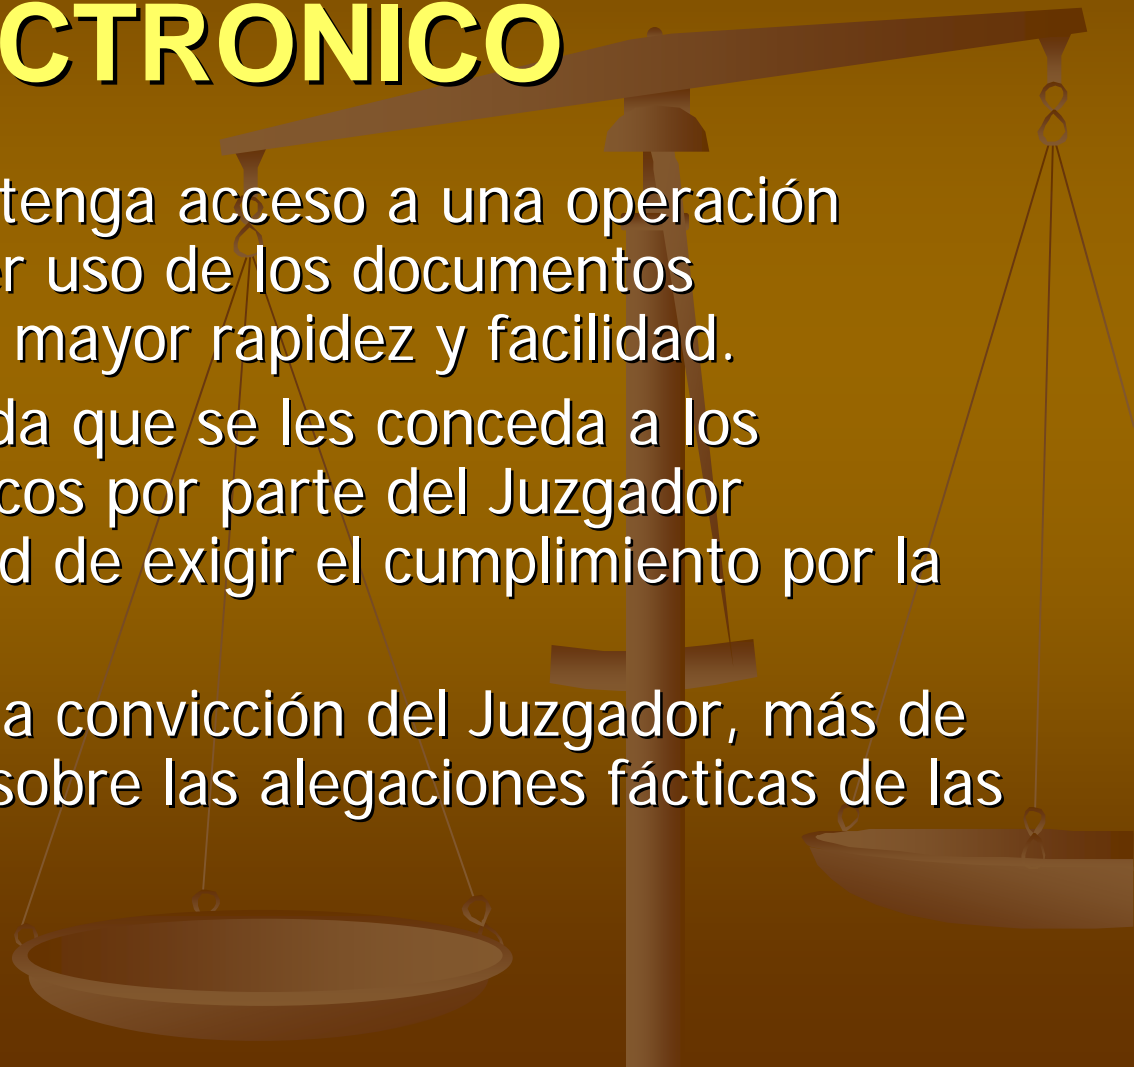 CTRONICO
tenga acceso a una operación
er uso de los documentos
mayor rapidez y facilidad.
da que se les conceda a los
cos por parte del Juzgador
d de exigir el cumplimiento por la
a convicción del Juzgador, más de
sobre las alegaciones fácticas de las